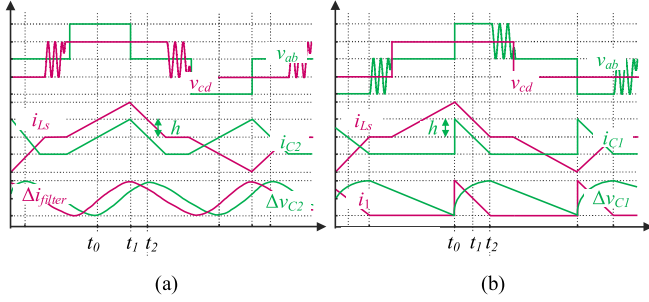 v_ab
v_cd
i_Ls
h
i_C2
Δi_filter
Δv_C2
t_0 t_1 t_2
(a)
v_ab
v_cd
i_Ls
h
i_C1
i_1
Δv_C1
t_0 t_1 t_2
(b)